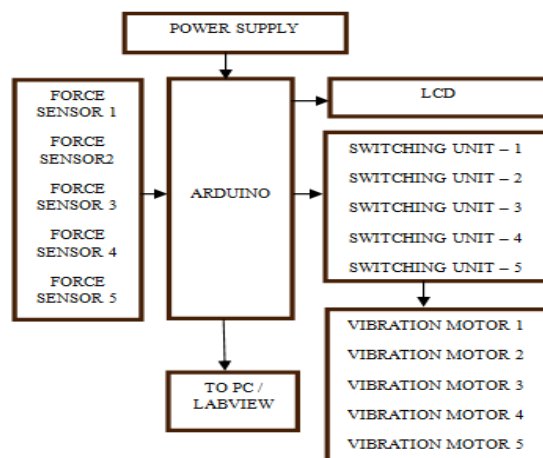 POWER SUPPLY
FORCE
SENSOR 1
FORCE
SENSOR2
FORCE
SENSOR 3
FORCE
SENSOR 4
FORCE
SENSOR 5
ARDUINO
LCD
SWITCHING UNIT – 1
SWITCHING UNIT – 2
SWITCHING UNIT – 3
SWITCHING UNIT – 4
SWITCHING UNIT – 5
TO PC /
LABVIEW
VIBRATION MOTOR 1
VIBRATION MOTOR 2
VIBRATION MOTOR 3
VIBRATION MOTOR 4
VIBRATION MOTOR 5